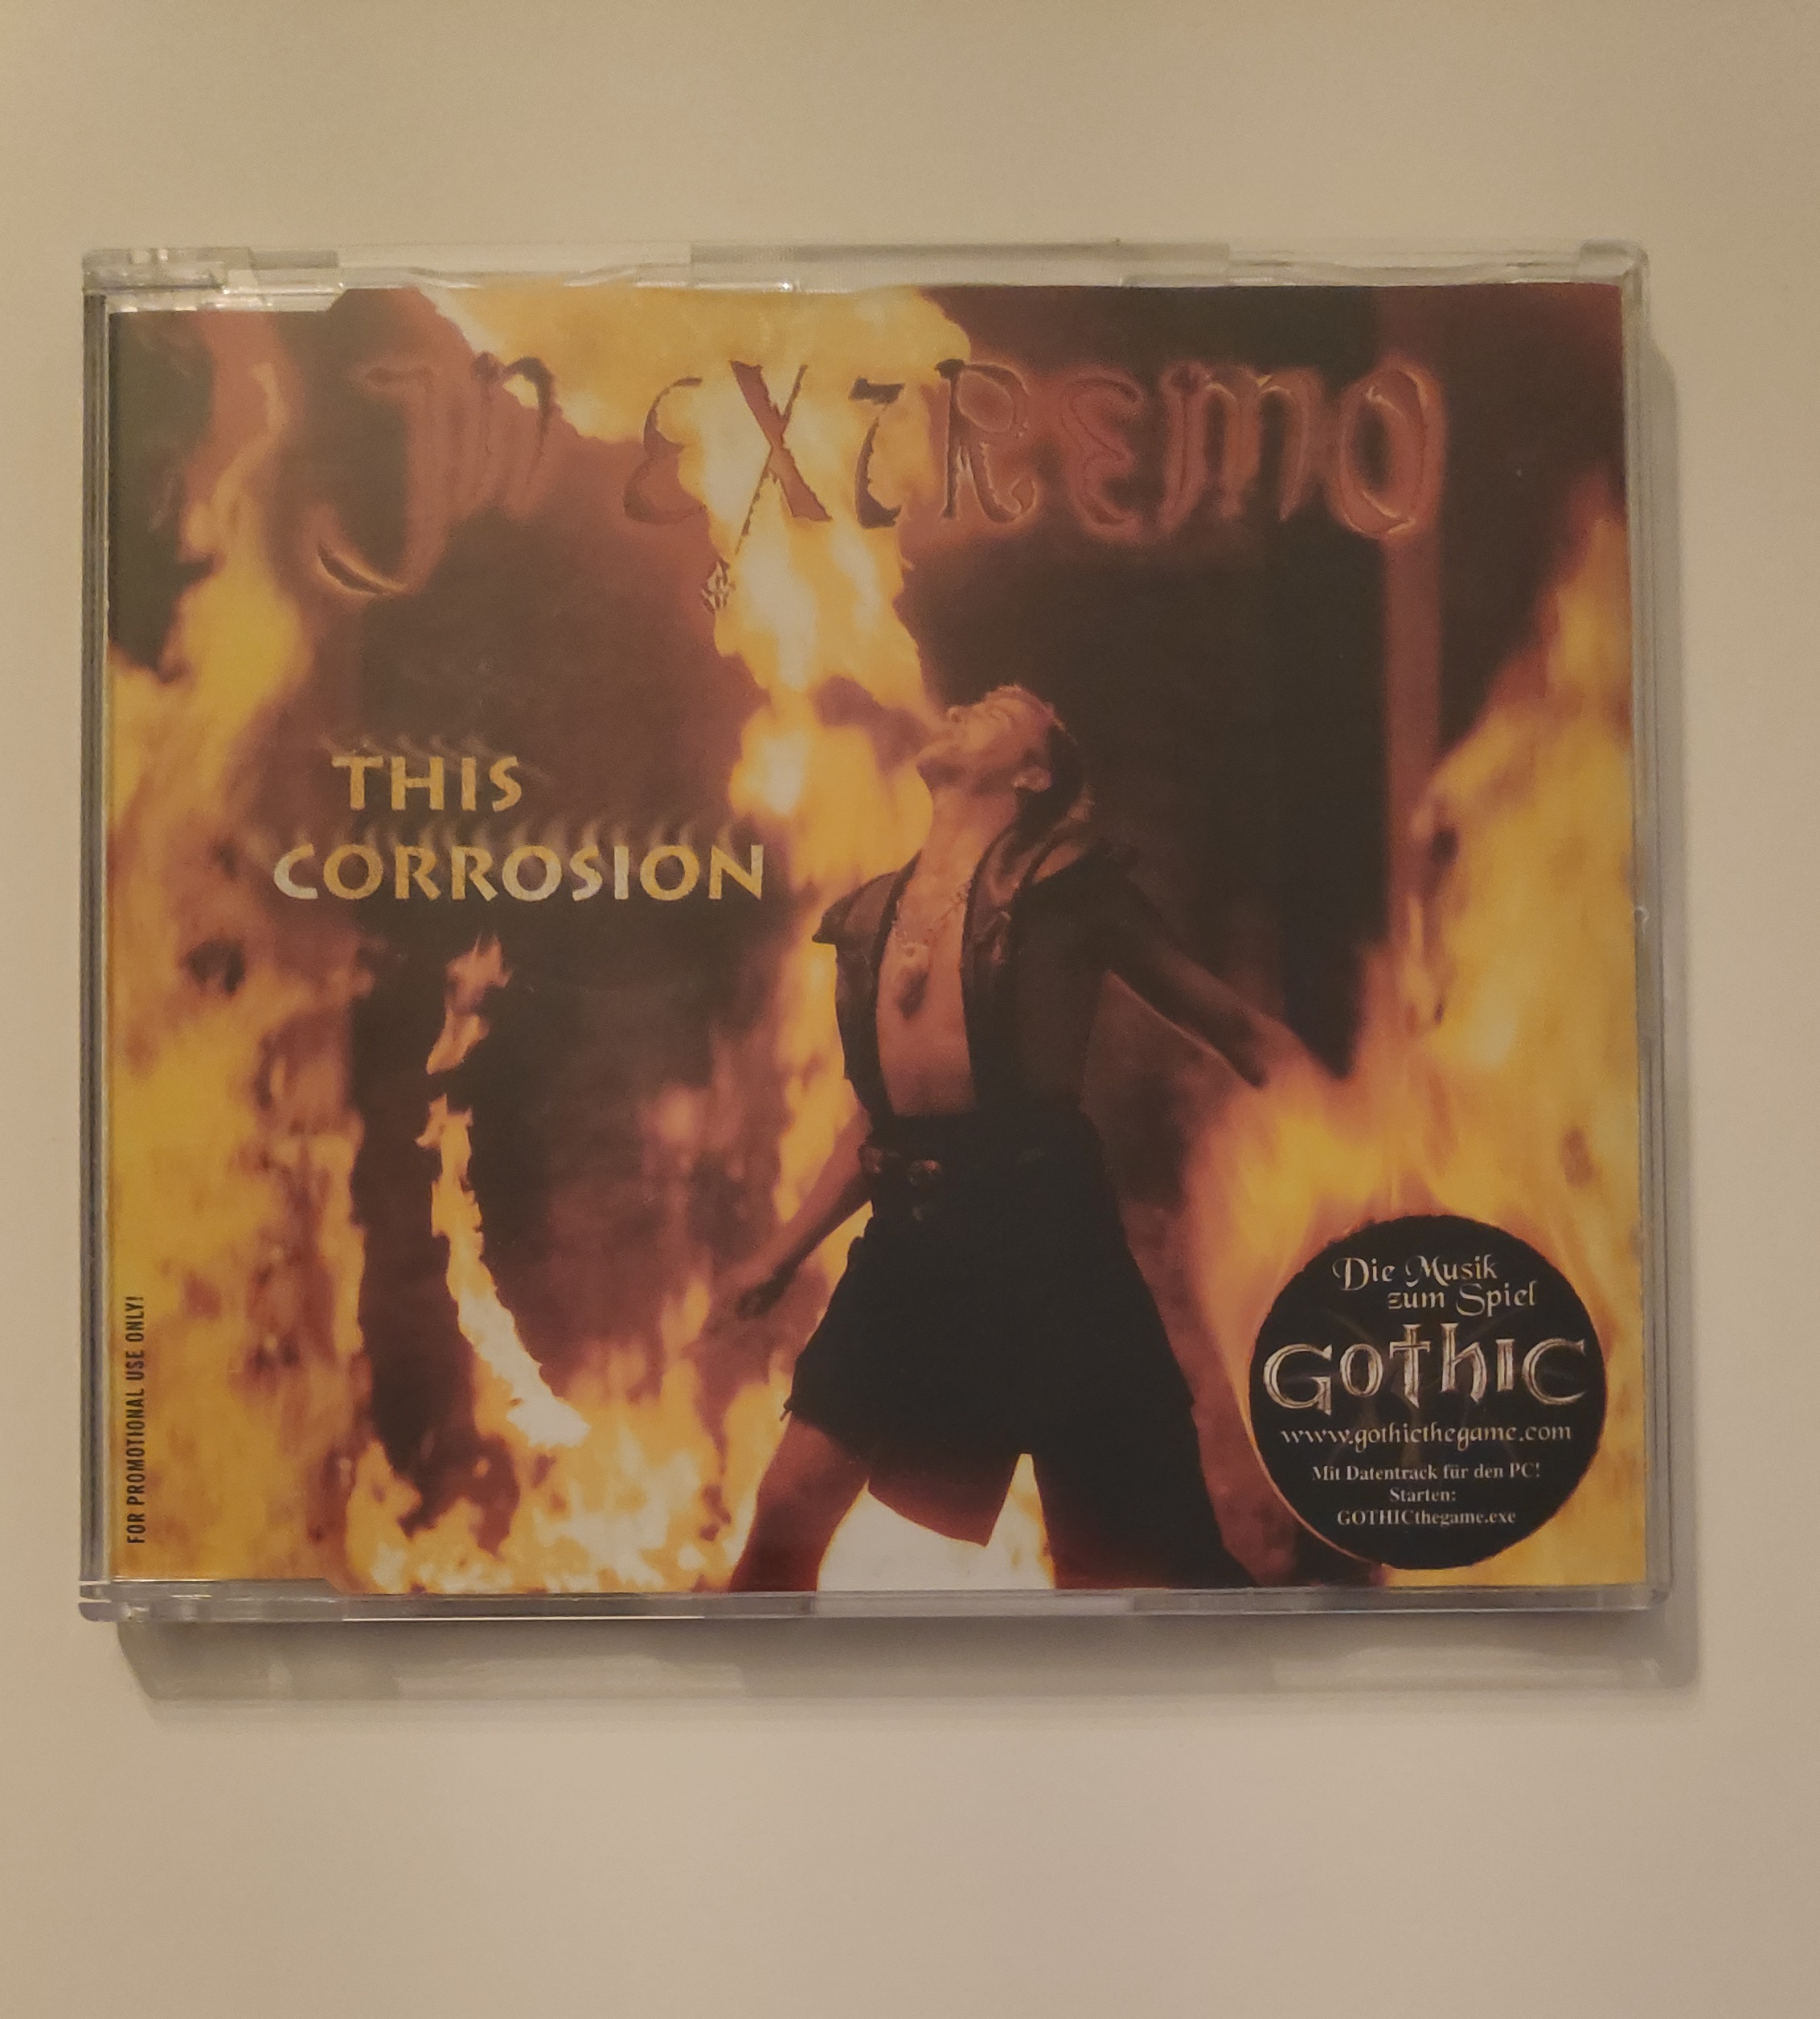 In Extremo
THIS
CORROSION
FOR PROMOTIONAL USE ONLY!
Die Musik
zum Spiel
GOTHIC
www.gothicthegame.com
Mit Datentrack für den PC!
Starten:
GOTHICthegame.exe